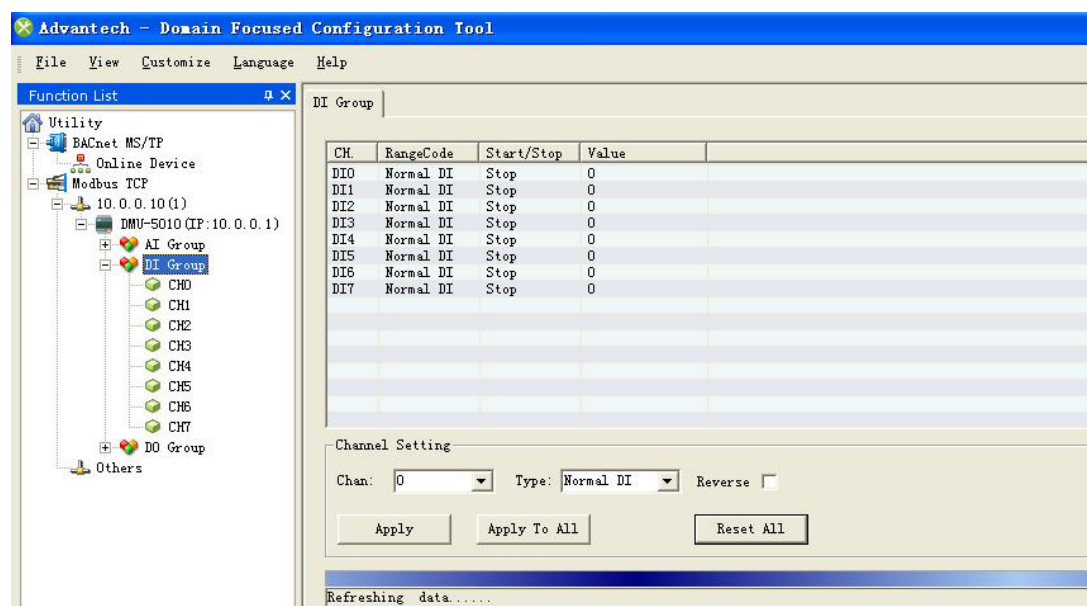 Advantech - Domain Focused Configuration Tool
File View Customize Language Help
Function List
Utility
BACnet MS/TP
Online Device
Modbus TCP
10.0.0.10(1)
DMU-5010(IP:10.0.0.1)
AI Group
DI Group
CH0
CH1
CH2
CH3
CH4
CH5
CH6
CH7
DO Group
Others
DI Group
CH. RangeCode Start/Stop Value
DI0 Normal DI Stop 0
DI1 Normal DI Stop 0
DI2 Normal DI Stop 0
DI3 Normal DI Stop 0
DI4 Normal DI Stop 0
DI5 Normal DI Stop 0
DI6 Normal DI Stop 0
DI7 Normal DI Stop 0
Channel Setting
Chan: 0 Type: Normal DI Reverse
Apply Apply To All Reset All
Refreshing data......